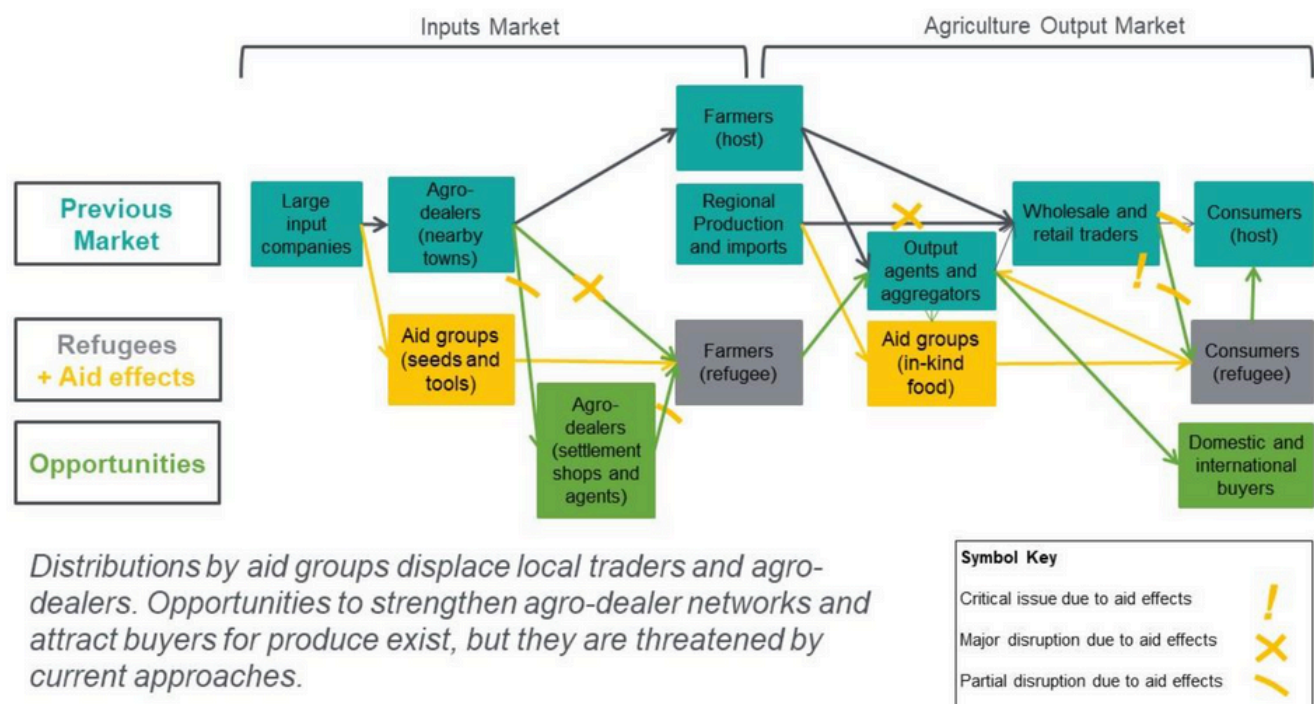 Inputs Market
Agriculture Output Market
Previous
Market
Refugees
+ Aid effects
Opportunities
Large
input
companies
Agro-
dealers
(nearby
towns)
Aid groups
(seeds and
tools)
Agro-
dealers
(settlement
shops and
agents)
Farmers
(host)
Regional
Production
and imports
Farmers
(refugee)
Output
agents and
aggregators
Aid groups
(in-kind
food)
Wholesale and
retail traders
Consumers
(host)
Consumers
(refugee)
Domestic and
international
buyers
Distributions by aid groups displace local traders and agro-
dealers. Opportunities to strengthen agro-dealer networks and
attract buyers for produce exist, but they are threatened by
current approaches.
Symbol Key
Critical issue due to aid effects
Major disruption due to aid effects
Partial disruption due to aid effects